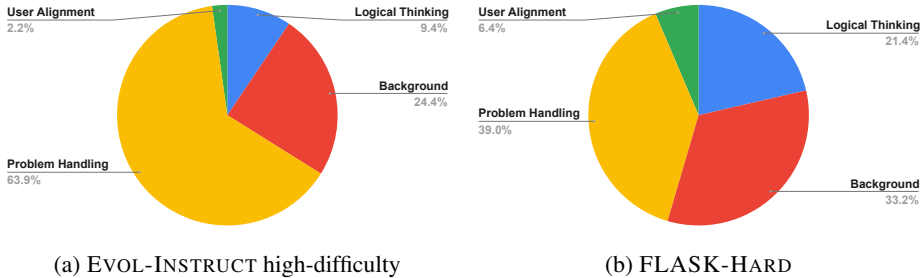 User Alignment
2.2%
Logical Thinking
9.4%
Background
24.4%
Problem Handling
63.9%
(a) EVOL-INSTRUCT high-difficulty
User Alignment
6.4%
Logical Thinking
21.4%
Problem Handling
39.0%
Background
33.2%
(b) FLASK-HARD